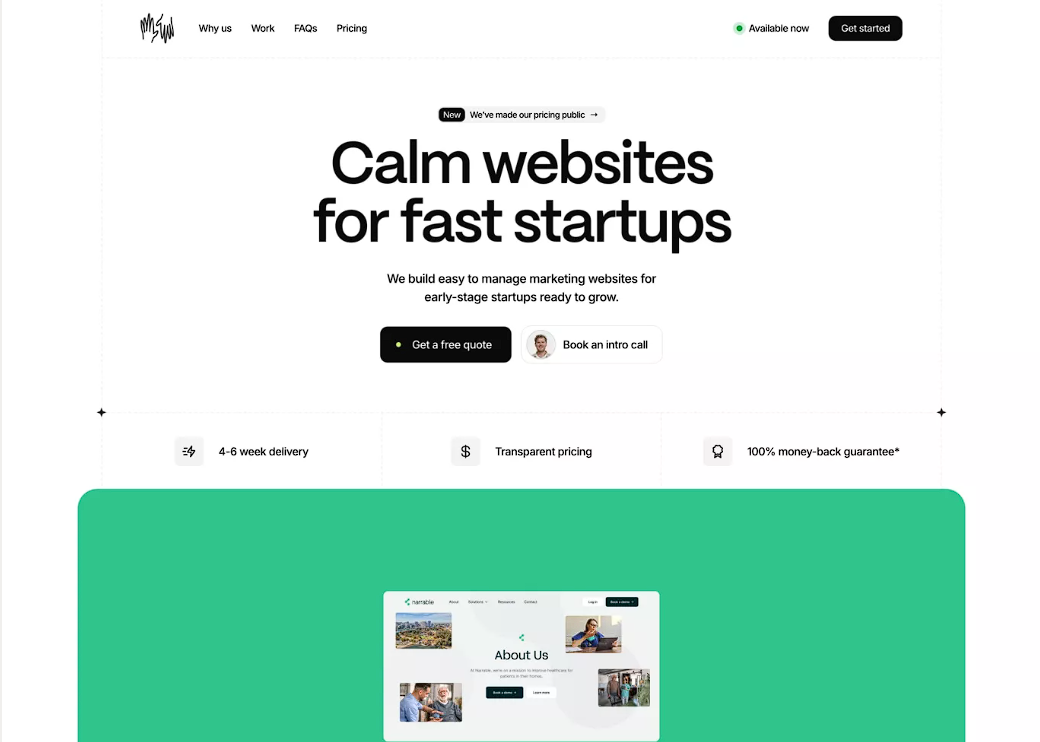 Why us
Work
FAQs
Pricing
Available now
Get started
New We've made our pricing public →
Calm websites
for fast startups
We build easy to manage marketing websites for
early-stage startups ready to grow.
Get a free quote
Book an intro call
4-6 week delivery
Transparent pricing
100% money-back guarantee*
narrable
About
Solutions
Resources
Contact
Log in
Book a demo →
About Us
At Narrable, we're on a mission to improve healthcare for
patients in their homes.
Book a demo →
Learn more